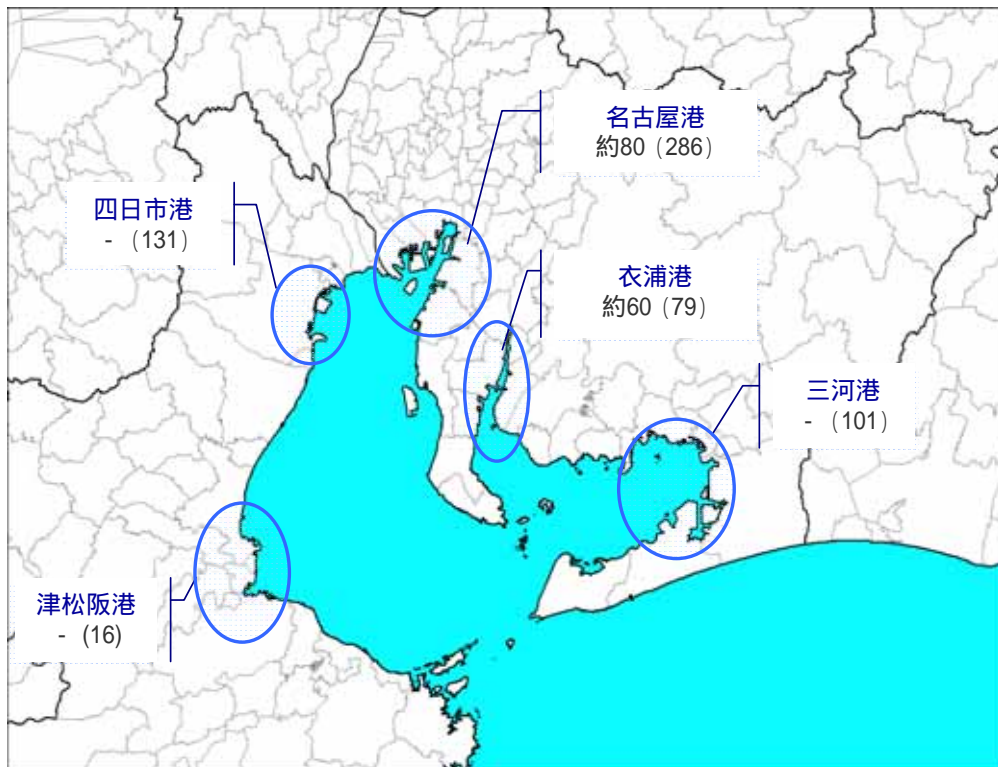 名古屋港
約80 (286)
四日市港
- (131)
衣浦港
約60 (79)
三河港
- (101)
津松阪港
- (16)